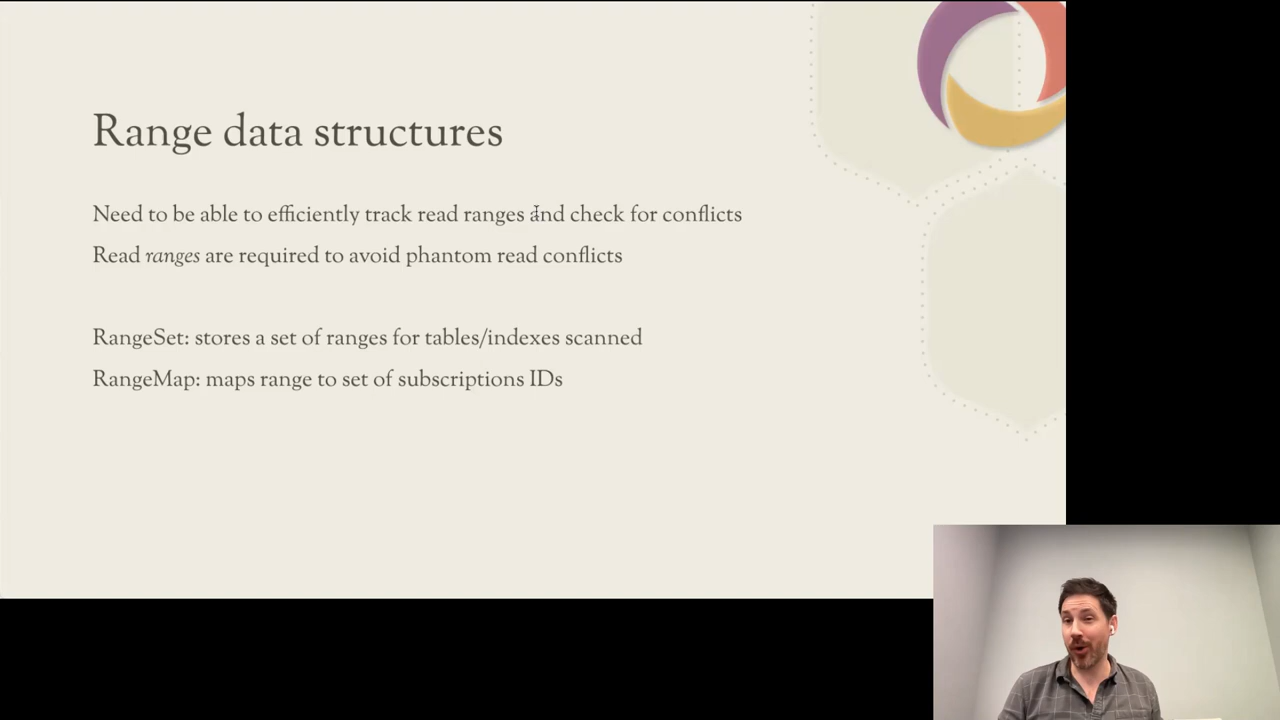 Range data structures
Need to be able to efficiently track read ranges and check for conflicts
Read ranges are required to avoid phantom read conflicts
RangeSet: stores a set of ranges for tables/indexes scanned
RangeMap: maps range to set of subscriptions IDs